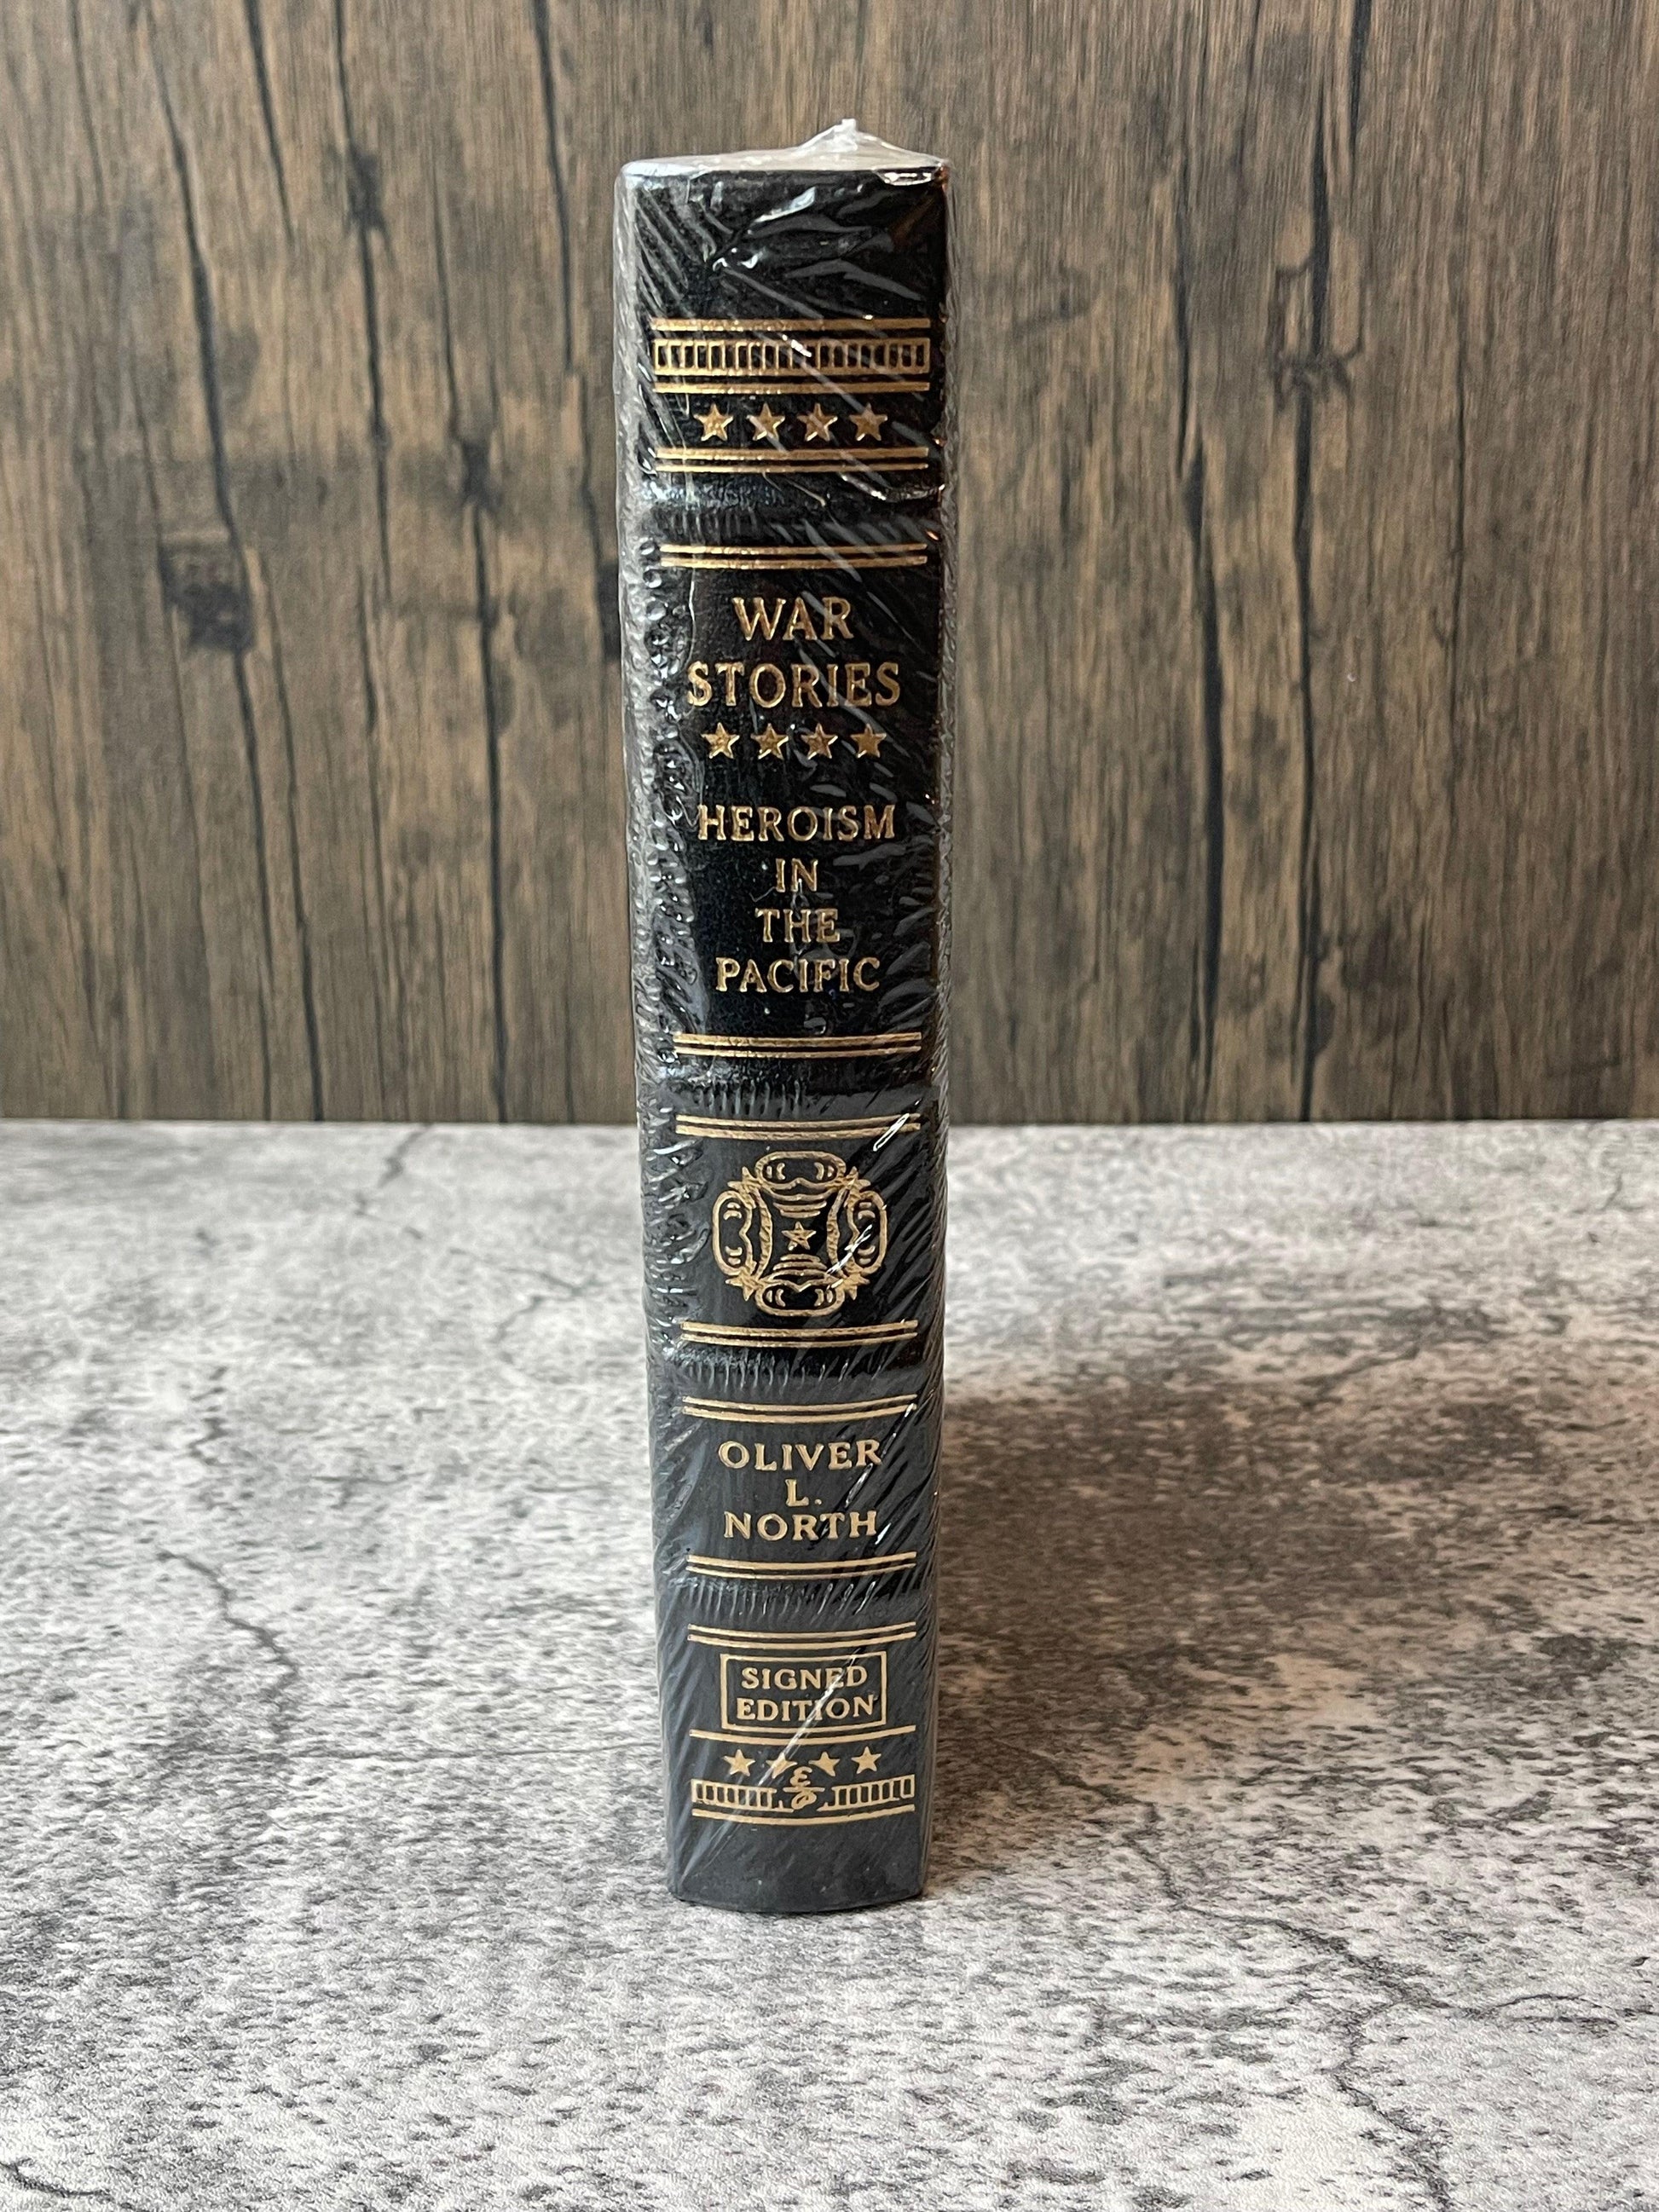 WAR
STORIES
HEROISM
IN
THE
PACIFIC
OLIVER
L.
NORTH
SIGNED
EDITION